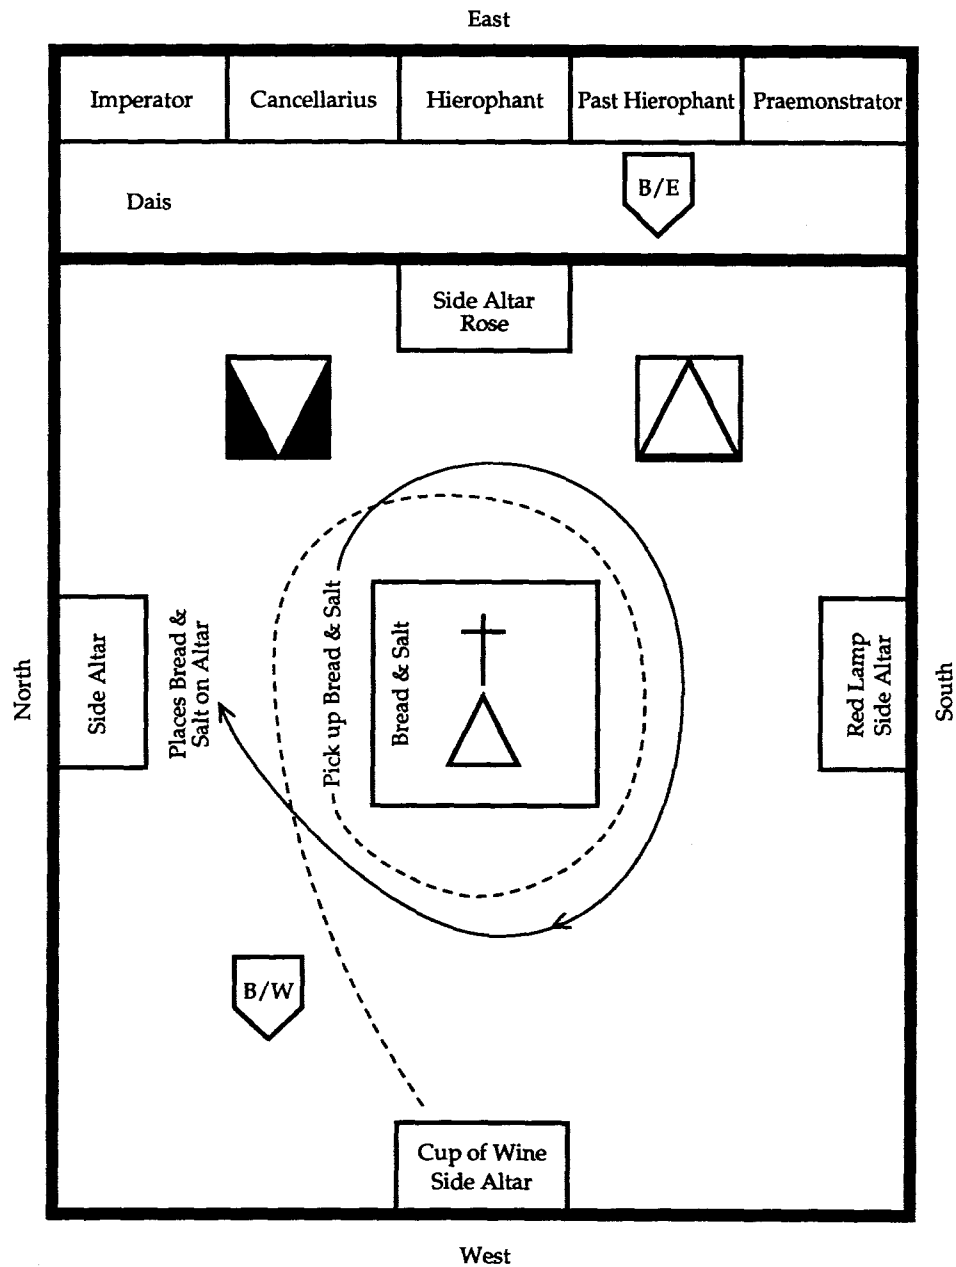 East
Imperator
Cancellarius
Hierophant
Past Hierophant
Praemonstrator
Dais
B/E
Side Altar
Rose
North
Side Altar
Places Bread &
Salt on Altar
Pick up Bread & Salt
Bread & Salt
Red Lamp
Side Altar
South
B/W
Cup of Wine
Side Altar
West